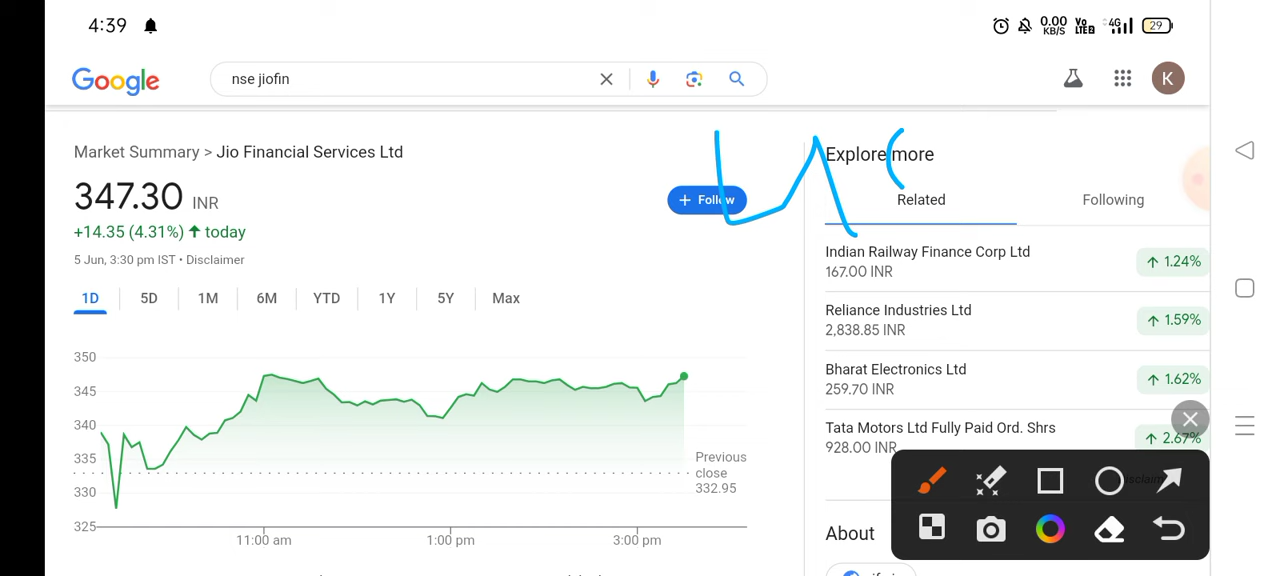 4:39
0.00 KB/S Vo LTE2 4G 29
Google
nse jiofin
K
Market Summary > Jio Financial Services Ltd
347.30 INR
+ Follow
+14.35 (4.31%) ↑ today
5 Jun, 3:30 pm IST • Disclaimer
1D 5D 1M 6M YTD 1Y 5Y Max
350
345
340
335
330
325
Previous close 332.95
11:00 am 1:00 pm 3:00 pm
Explore more
Related Following
Indian Railway Finance Corp Ltd
167.00 INR
↑ 1.24%
Reliance Industries Ltd
2,838.85 INR
↑ 1.59%
Bharat Electronics Ltd
259.70 INR
↑ 1.62%
Tata Motors Ltd Fully Paid Ord. Shrs
928.00 INR
↑ 2.67%
About